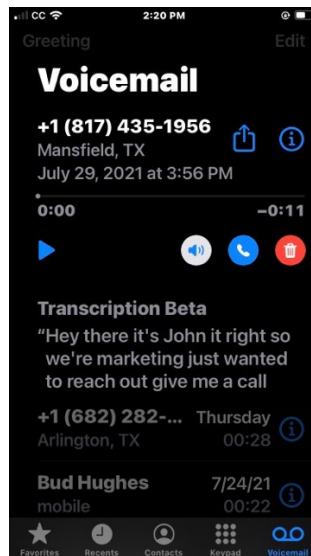 CC 2:20 PM
Greeting Edit
Voicemail
+1 (817) 435-1956
Mansfield, TX
July 29, 2021 at 3:56 PM
0:00 −0:11
Transcription Beta
“Hey there it's John it right so
we're marketing just wanted
to reach out give me a call
+1 (682) 282-... Thursday
Arlington, TX 00:28
Bud Hughes 7/24/21
mobile 00:22
Favorites Recents Contacts Keypad Voicemail